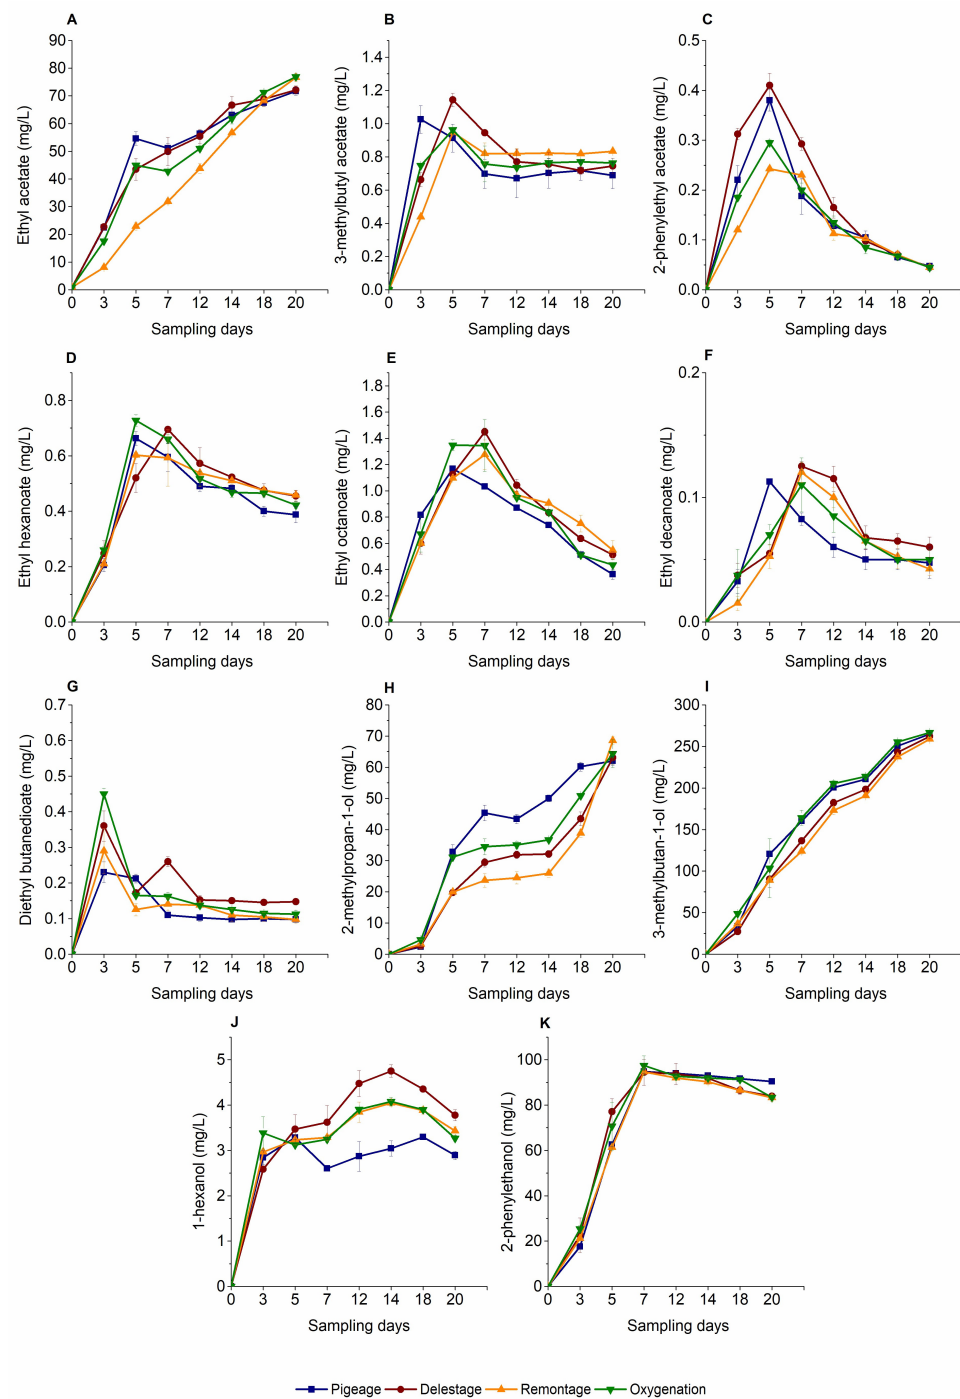 A
Ethyl acetate (mg/L)
90
80
70
60
50
40
30
20
10
0
0 3 5 7 12 14 18 20
Sampling days
B
3-methylbutyl acetate (mg/L)
1.4
1.2
1.0
0.8
0.6
0.4
0.2
0.0
0 3 5 7 12 14 18 20
Sampling days
C
2-phenylethyl acetate (mg/L)
0.5
0.4
0.3
0.2
0.1
0.0
0 3 5 7 12 14 18 20
Sampling days
D
Ethyl hexanoate (mg/L)
0.8
0.6
0.4
0.2
0.0
0 3 5 7 12 14 18 20
Sampling days
E
Ethyl octanoate (mg/L)
1.8
1.6
1.4
1.2
1.0
0.8
0.6
0.4
0.2
0.0
0 3 5 7 12 14 18 20
Sampling days
F
Ethyl decanoate (mg/L)
0.2
0.1
0.0
0 3 5 7 12 14 18 20
Sampling days
G
Diethyl butanedioate (mg/L)
0.7
0.6
0.5
0.4
0.3
0.2
0.1
0.0
0 3 5 7 12 14 18 20
Sampling days
H
2-methylpropan-1-ol (mg/L)
80
70
60
50
40
30
20
10
0
0 3 5 7 12 14 18 20
Sampling days
I
3-methylbutan-1-ol (mg/L)
300
250
200
150
100
50
0
0 3 5 7 12 14 18 20
Sampling days
J
1-hexanol (mg/L)
5
4
3
2
1
0
0 3 5 7 12 14 18 20
Sampling days
K
2-phenylethanol (mg/L)
100
80
60
40
20
0
0 3 5 7 12 14 18 20
Sampling days
Pigeage Delestage Remontage Oxygenation